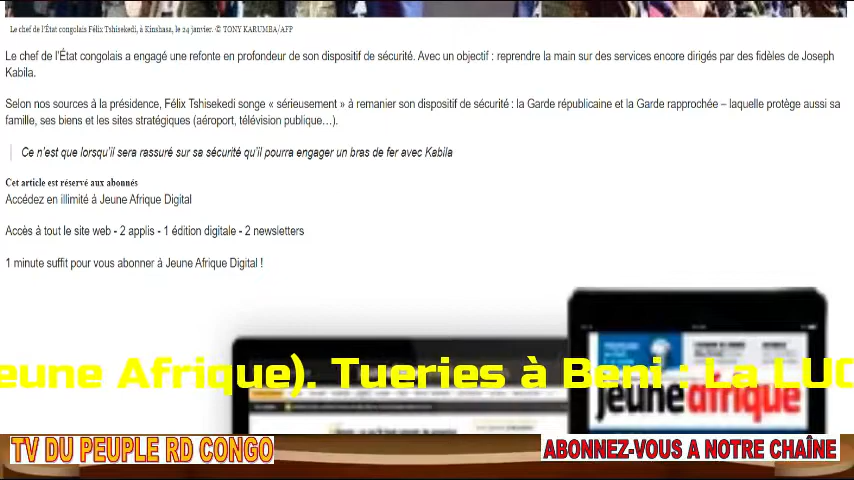 Le chef de l'État congolais Félix Tshisekedi, à Kinshasa, le 24 janvier. © TONY KARUMBA/AFP
Le chef de l'État congolais a engagé une refonte en profondeur de son dispositif de sécurité. Avec un objectif : reprendre la main sur des services encore dirigés par des fidèles de Joseph
Kabila.
Selon nos sources à la présidence, Félix Tshisekedi songe « sérieusement » à remanier son dispositif de sécurité : la Garde républicaine et la Garde rapprochée – laquelle protège aussi sa
famille, ses biens et les sites stratégiques (aéroport, télévision publique…).
Ce n'est que lorsqu'il sera rassuré sur sa sécurité qu'il pourra engager un bras de fer avec Kabila
Cet article est réservé aux abonnés
Accédez en illimité à Jeune Afrique Digital
Accès à tout le site web - 2 applis - 1 édition digitale - 2 newsletters
1 minute suffit pour vous abonner à Jeune Afrique Digital !
eune Afrique). Tueries à Beni : La LUC
jeune afrique
TV DU PEUPLE RD CONGO
ABONNEZ-VOUS A NOTRE CHAÎNE